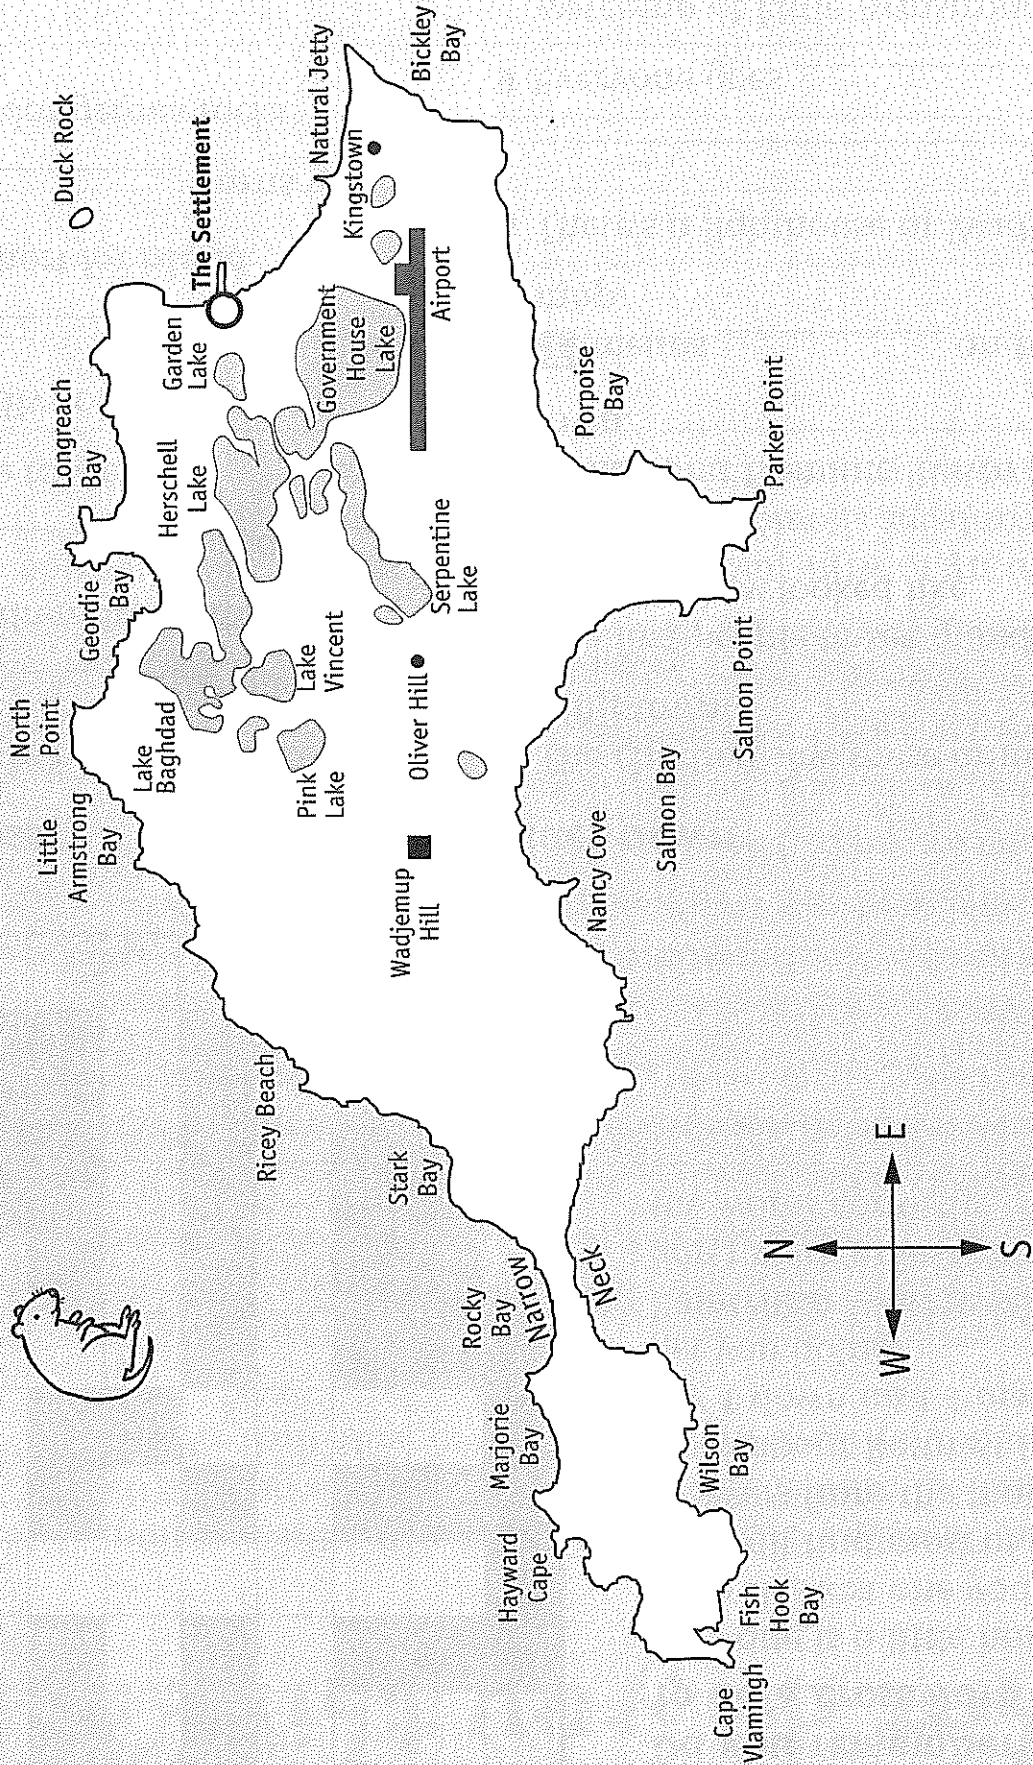 North
Point
Little
Armstrong
Bay
Geordie
Bay
Longreach
Bay
Duck Rock
Lake
Baghdad
Herschell
Lake
Garden
Lake
The Settlement
Natural Jetty
Ricey Beach
Pink
Lake
Lake
Vincent
Government
House
Lake
Kingstown
Bickley
Bay
Stark
Bay
Wadjemup
Hill
Oliver Hill
Serpentine
Lake
Airport
Rocky
Bay
Narrow
Neck
Marjorie
Bay
Hayward
Cape
Nancy Cove
Salmon Bay
Porpoise
Bay
Salmon Point
Parker Point
Wilson
Bay
Fish
Hook
Bay
Cape
Vlamingh
N
W
E
S